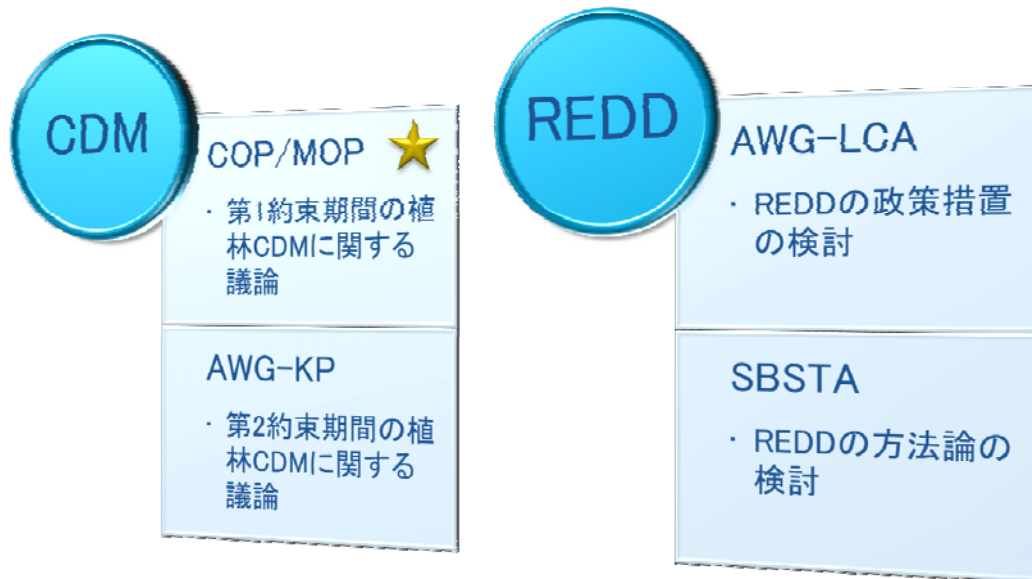 CDM
COP/MOP
・第1約束期間の植
林CDMに関する
議論
AWG-KP
・第2約束期間の植
林CDMに関する
議論
REDD
AWG-LCA
・REDDの政策措置
の検討
SBSTA
・REDDの方法論の
検討